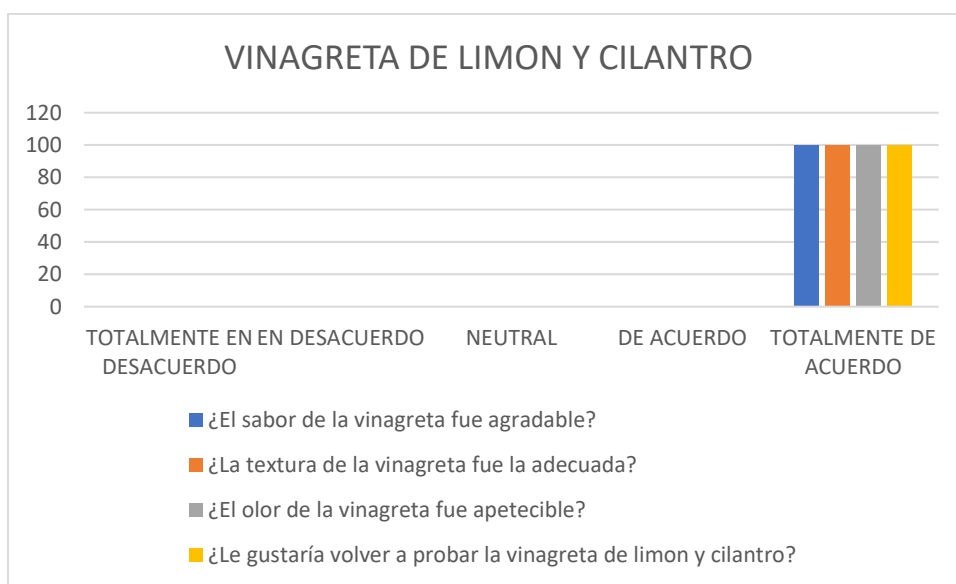 VINAGRETA DE LIMON Y CILANTRO
120
100
80
60
40
20
0
TOTALMENTE EN EN DESACUERDO NEUTRAL DE ACUERDO TOTALMENTE DE
DESACUERDO ACUERDO
¿El sabor de la vinagreta fue agradable?
¿La textura de la vinagreta fue la adecuada?
¿El olor de la vinagreta fue apetecible?
¿Le gustaría volver a probar la vinagreta de limon y cilantro?